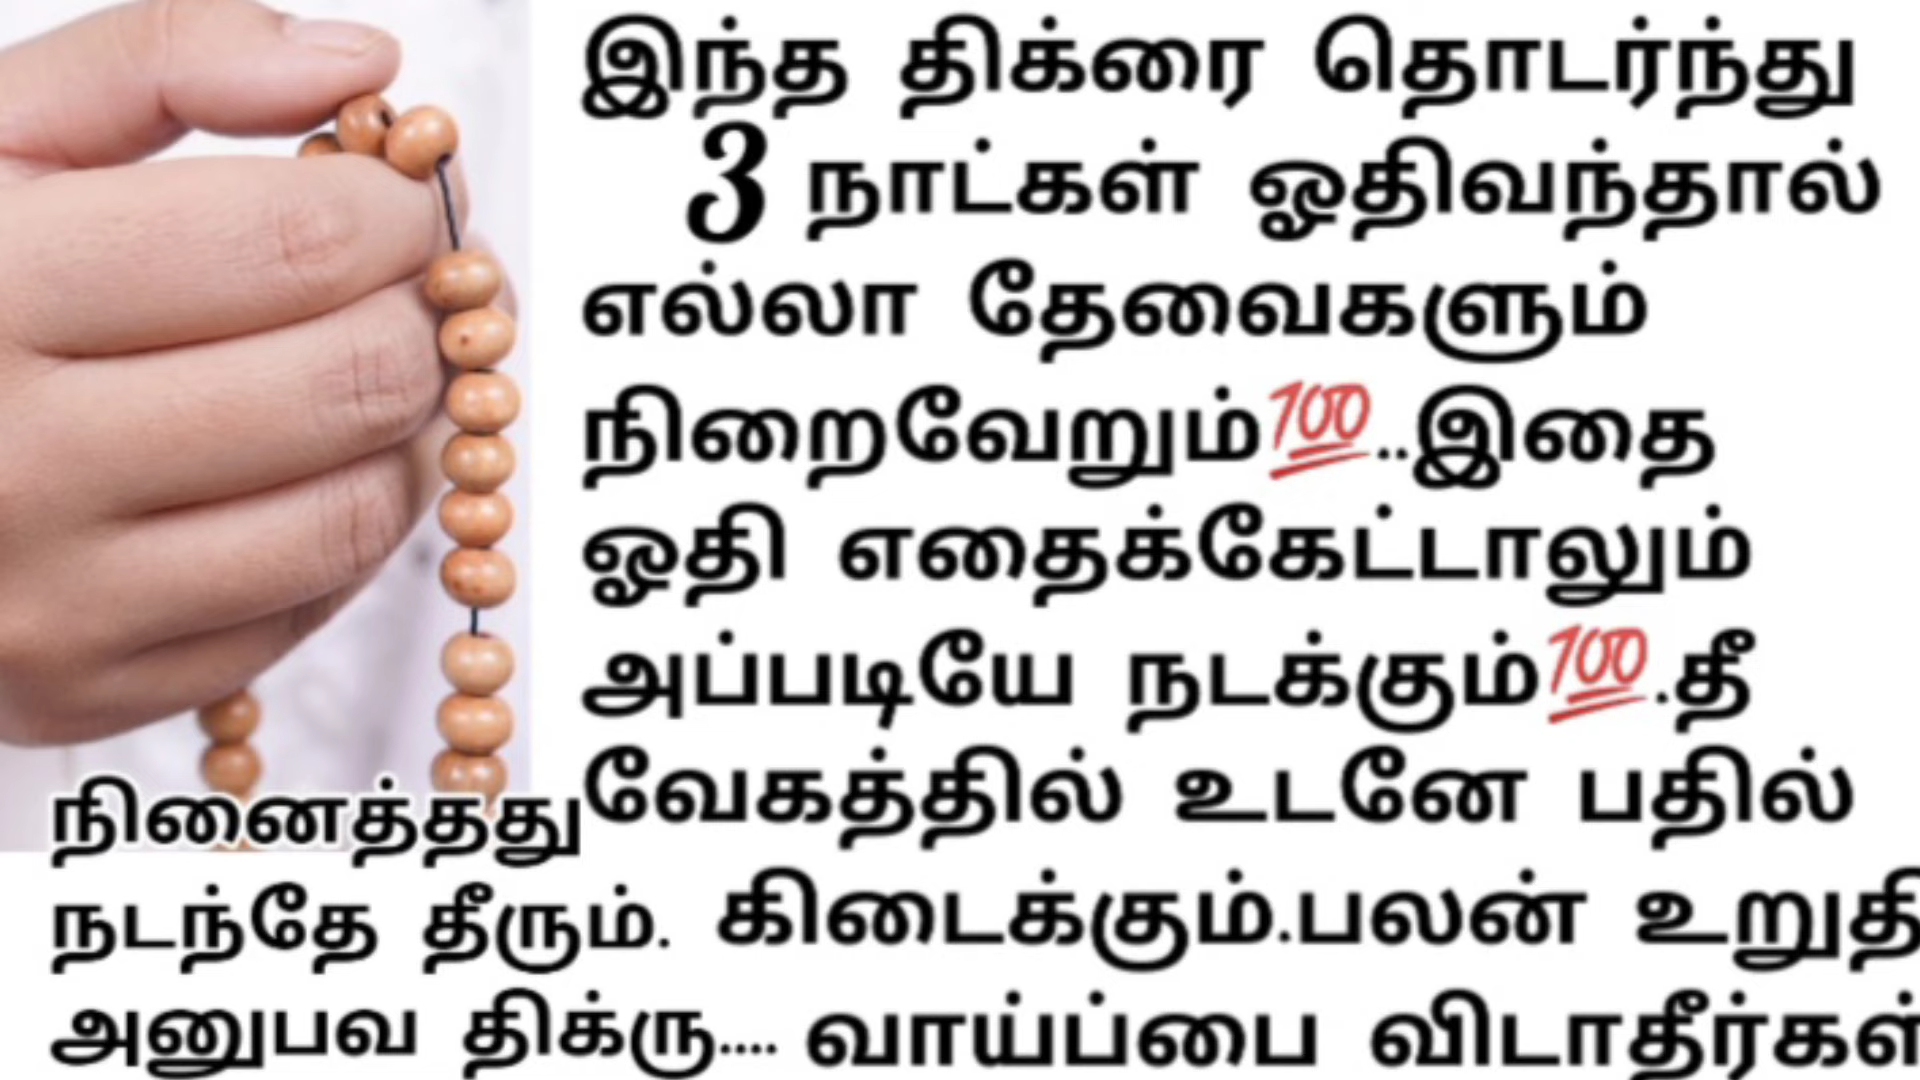 இந்த திக்ரை தொடர்ந்து
3 நாட்கள் ஓதிவந்தால்
எல்லா தேவைகளும்
நிறைவேறும்💯..இதை
ஓதி எதைக்கேட்டாலும்
அப்படியே நடக்கும்💯.தீ
வேகத்தில் உடனே பதில்
கிடைக்கும்.பலன் உறுதி
வாய்ப்பை விடாதீர்கள்
நினைத்தது
நடந்தே தீரும்.
அனுபவ திக்ரு....